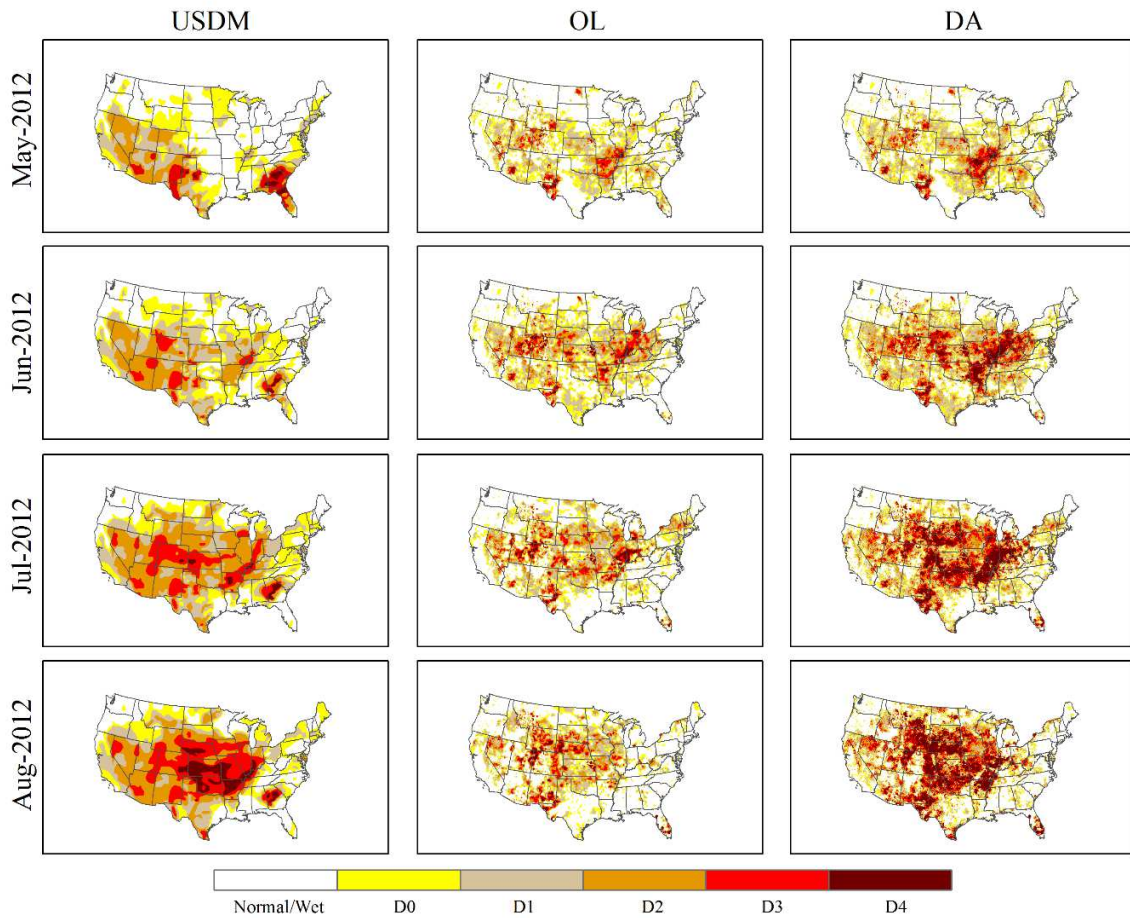 USDM OL DA
May-2012
Jun-2012
Jul-2012
Aug-2012
Normal/Wet D0 D1 D2 D3 D4